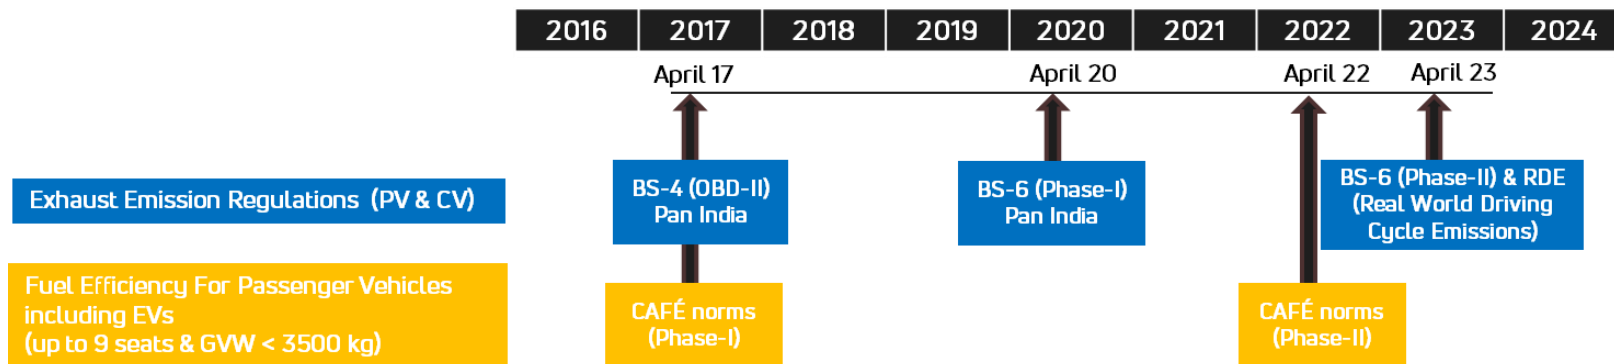 2016 2017 2018 2019 2020 2021 2022 2023 2024
April 17 April 20 April 22 April 23
Exhaust Emission Regulations (PV & CV)
BS-4 (OBD-II)
Pan India
BS-6 (Phase-I)
Pan India
BS-6 (Phase-II) & RDE
(Real World Driving
Cycle Emissions)
Fuel Efficiency For Passenger Vehicles
including EVs
(up to 9 seats & GVW < 3500 kg)
CAFÉ norms
(Phase-I)
CAFÉ norms
(Phase-II)